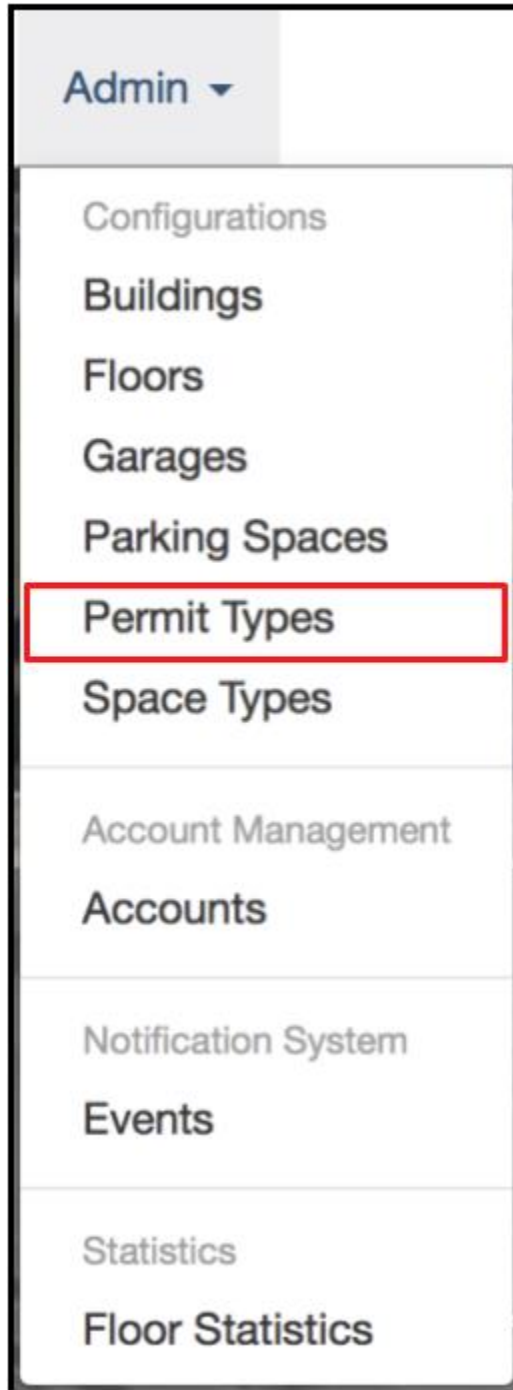 Admin
Configurations
Buildings
Floors
Garages
Parking Spaces
Permit Types
Space Types
Account Management
Accounts
Notification System
Events
Statistics
Floor Statistics